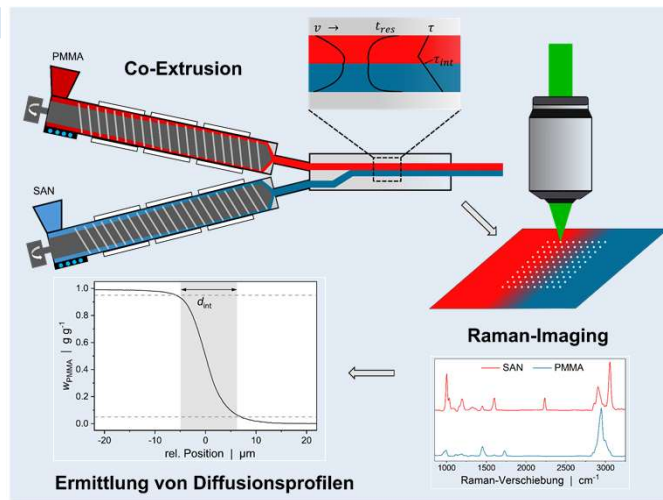 PMMA
Co-Extrusion
v →
t_res
τ
τ_int
SAN
d_int
1.0
0.8
0.6
0.4
0.2
0.0
w_PMMA | g g⁻¹
-20
-10
0
10
20
rel. Position | µm
Ermittlung von Diffusionsprofilen
Raman-Imaging
SAN
PMMA
1000
1500
2000
2500
3000
Raman-Verschiebung | cm⁻¹